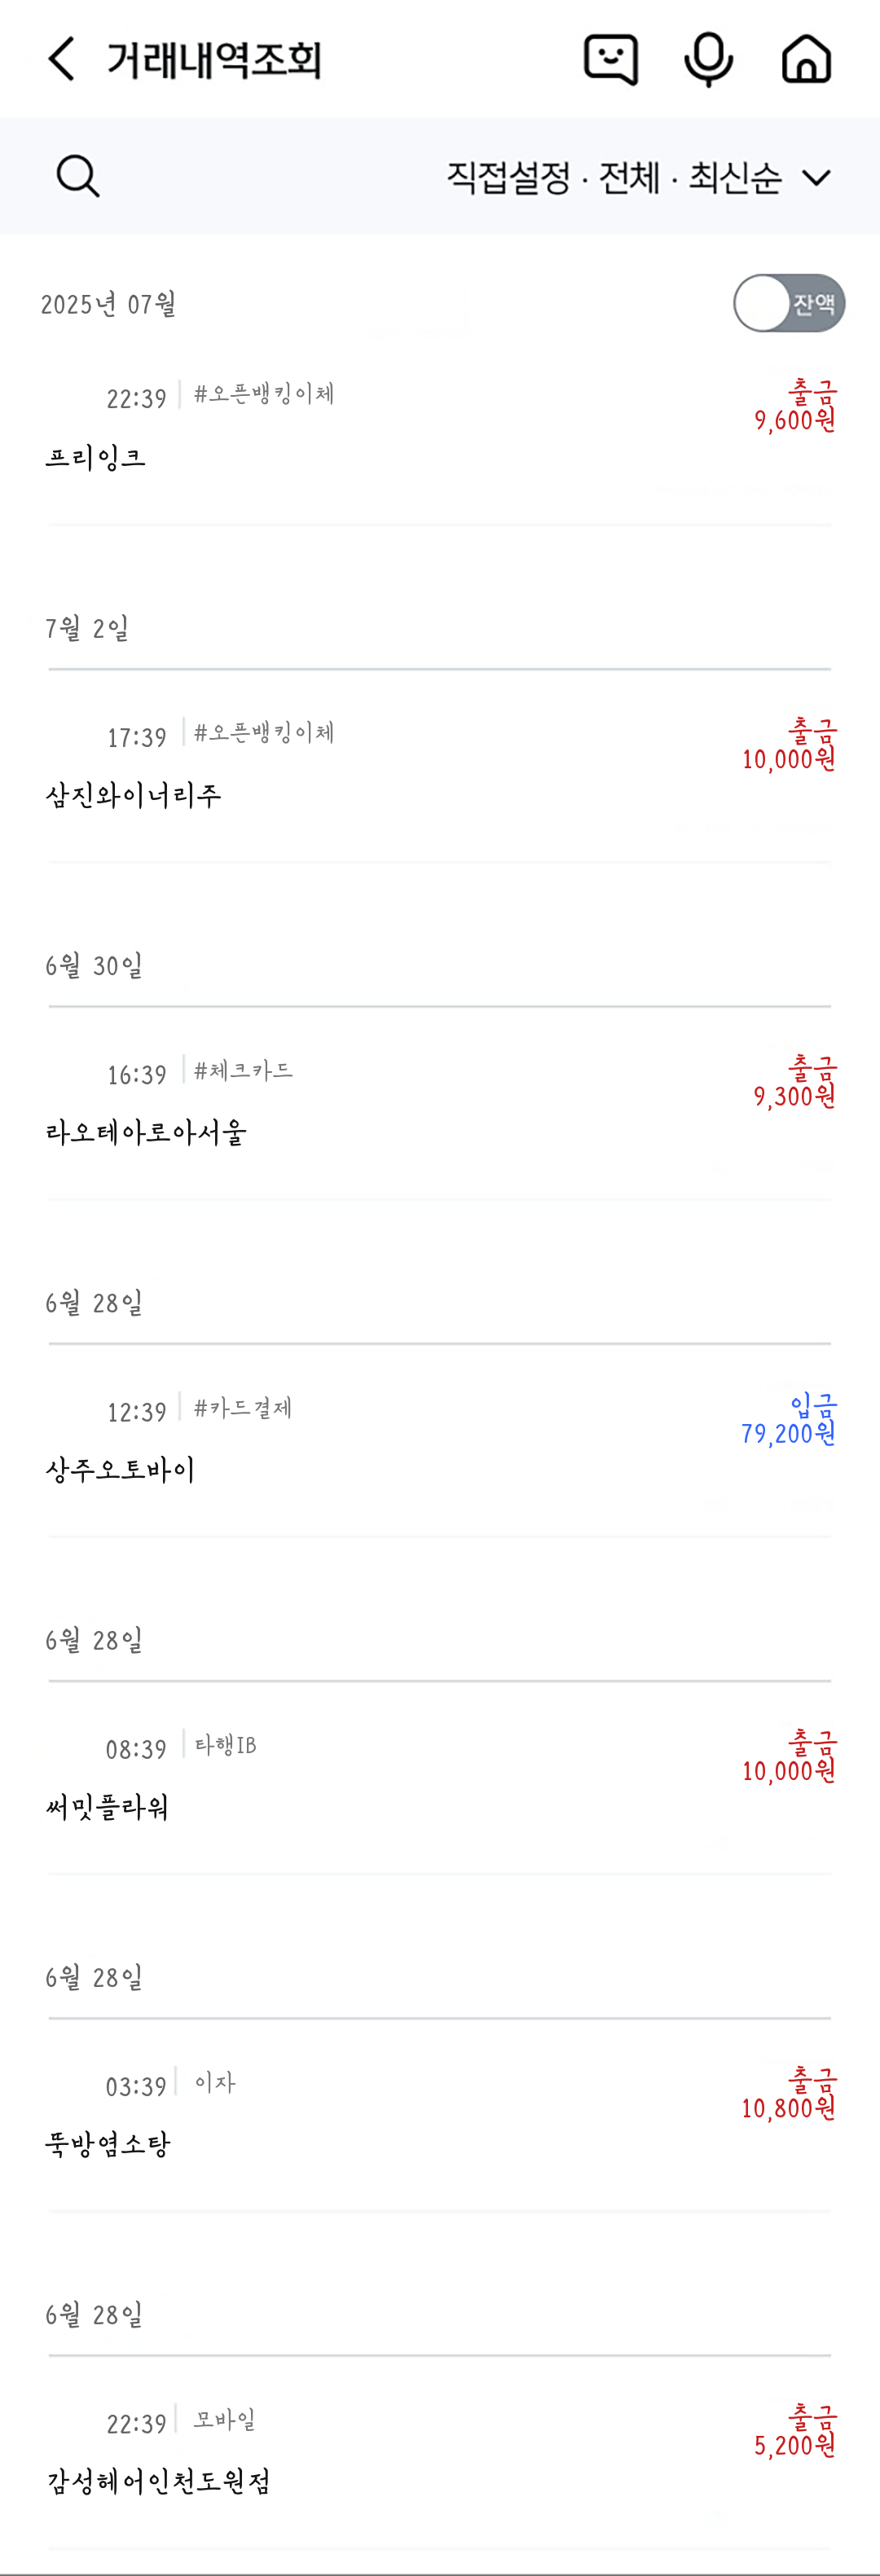 거래내역조회
직접설정 · 전체 · 최신순
2025년 07월 잔액
22:39 #오픈뱅킹이체 출금
9,600원
프리잉크
7월 2일
17:39 #오픈뱅킹이체 출금
10,000원
삼진와이너리주
6월 30일
16:39 #체크카드 출금
9,300원
라오테아로아서울
6월 28일
12:39 #카드결제 입금
79,200원
상주오토바이
6월 28일
08:39 타행IB 출금
10,000원
써밋플라워
6월 28일
03:39 이자 출금
10,800원
뚝방염소탕
6월 28일
22:39 모바일 출금
5,200원
감성헤어인천도원점